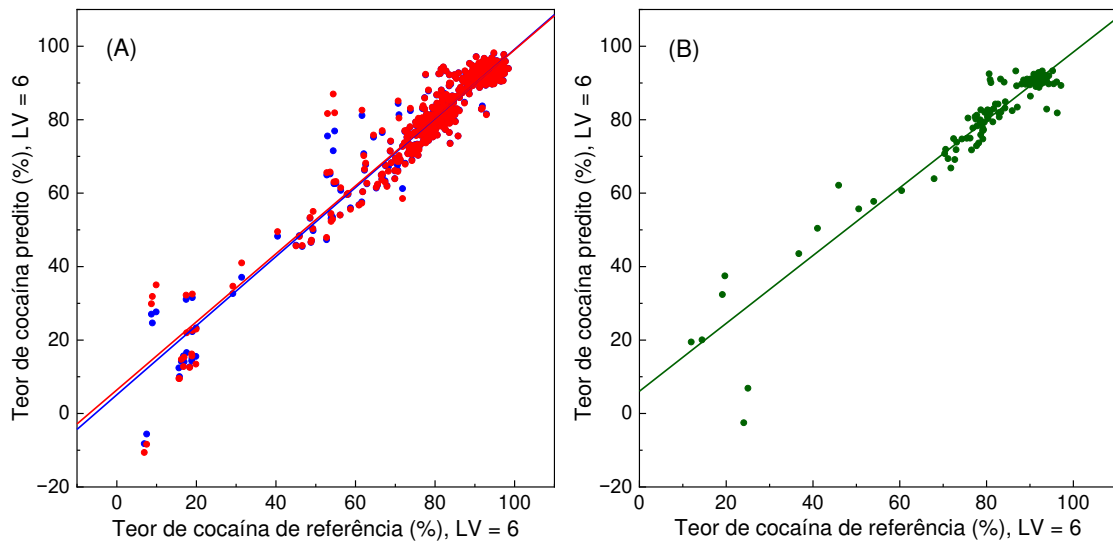 (A)
Teor de cocaína predito (%), LV = 6
100
80
60
40
20
0
−20
0 20 40 60 80 100
Teor de cocaína de referência (%), LV = 6
(B)
Teor de cocaína predito (%), LV = 6
100
80
60
40
20
0
−20
0 20 40 60 80 100
Teor de cocaína de referência (%), LV = 6